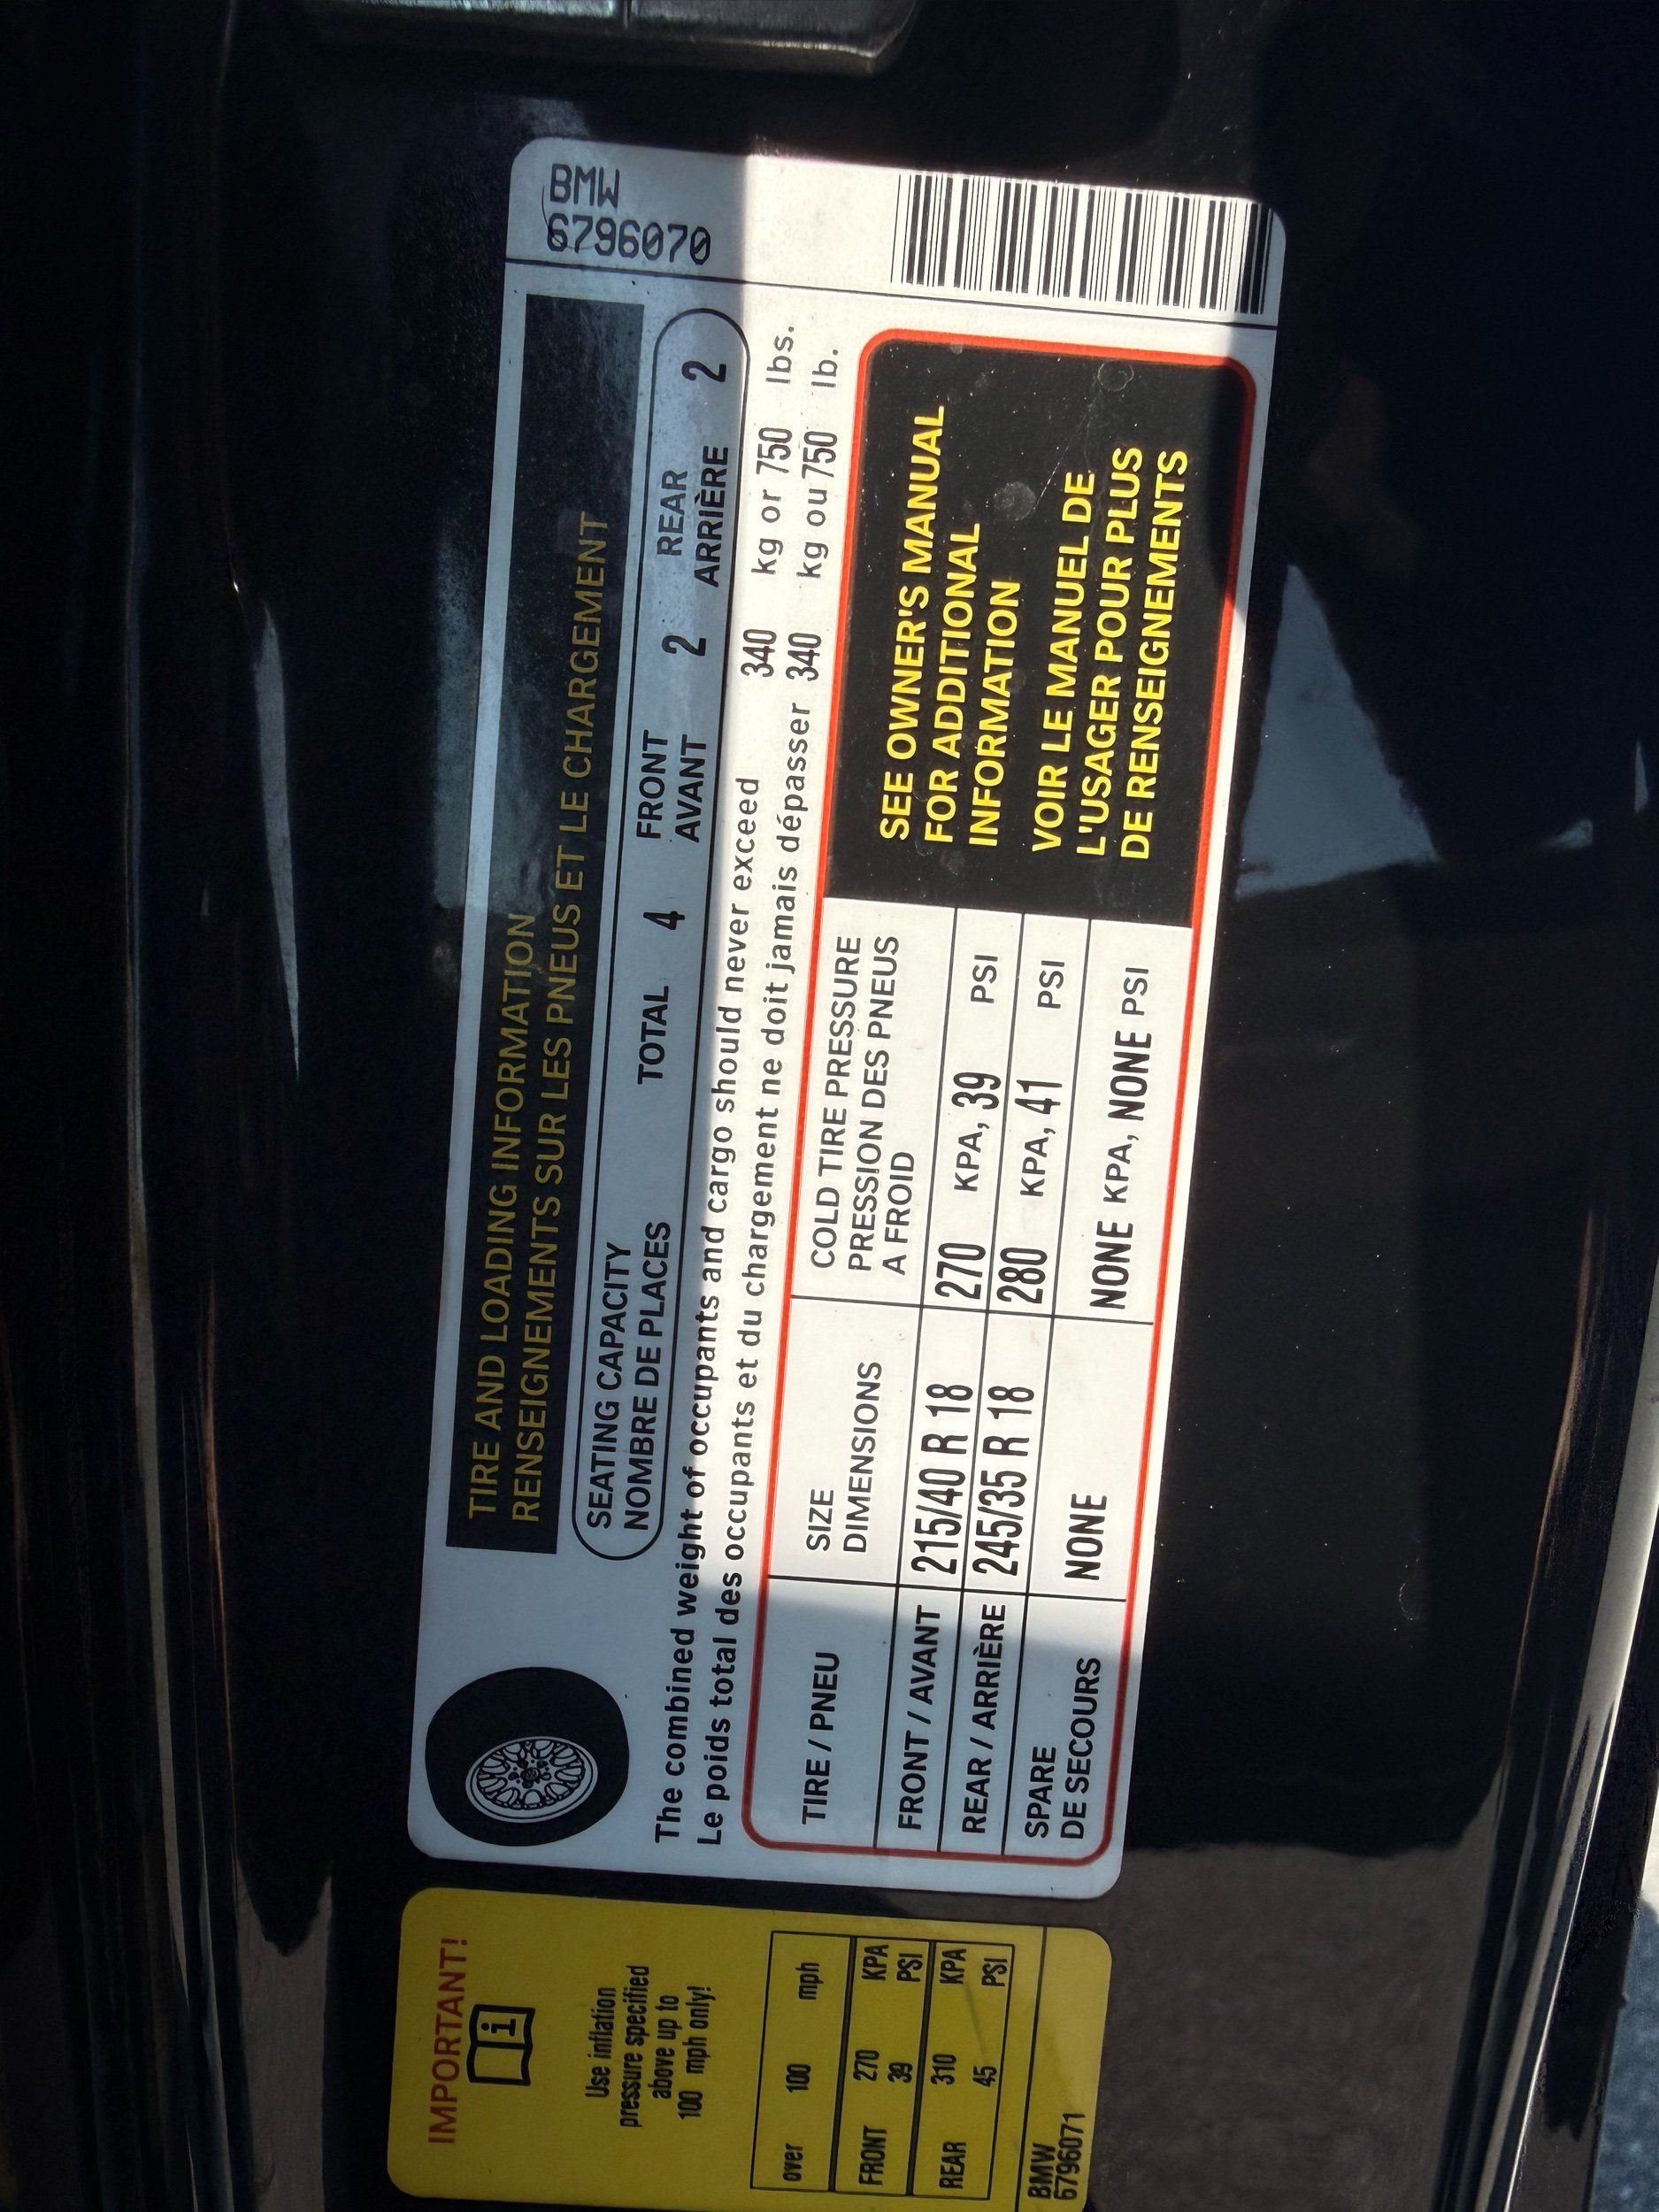 BMW
6796070
TIRE AND LOADING INFORMATION
RENSEIGNEMENTS SUR LES PNEUS ET LE CHARGEMENT
SEATING CAPACITY TOTAL 4 FRONT 2 REAR 2
NOMBRE DE PLACES AVANT ARRIÈRE
The combined weight of occupants and cargo should never exceed 340 kg or 750 lbs.
Le poids total des occupants et du chargement ne doit jamais dépasser 340 kg ou 750 lb.
TIRE / PNEU
SIZE
DIMENSIONS
COLD TIRE PRESSURE
PRESSION DES PNEUS
A FROID
FRONT / AVANT 215/40 R 18 270 KPA, 39 PSI
REAR / ARRIÈRE 245/35 R 18 280 KPA, 41 PSI
SPARE
DE SECOURS
NONE NONE KPA, NONE PSI
SEE OWNER'S MANUAL
FOR ADDITIONAL
INFORMATION
VOIR LE MANUEL DE
L'USAGER POUR PLUS
DE RENSEIGNEMENTS
IMPORTANT!
i
Use inflation
pressure specified
above up to
100 mph only!
over 100 mph
FRONT 270 KPA
39 PSI
REAR 310 KPA
45 PSI
BMW
6796071